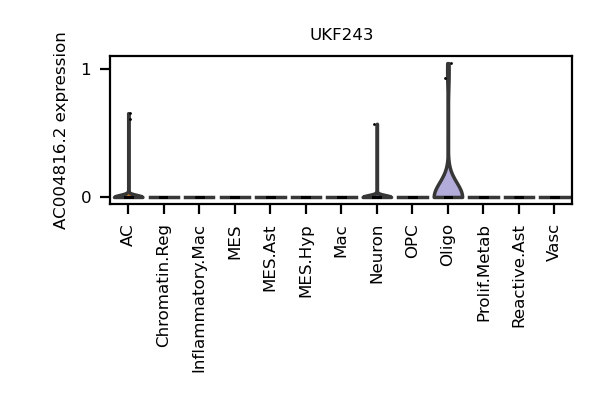 UKF243
AC004816.2 expression
1
0
AC
Chromatin.Reg
Inflammatory.Mac
MES
MES.Ast
MES.Hyp
Mac
Neuron
OPC
Oligo
Prolif.Metab
Reactive.Ast
Vasc